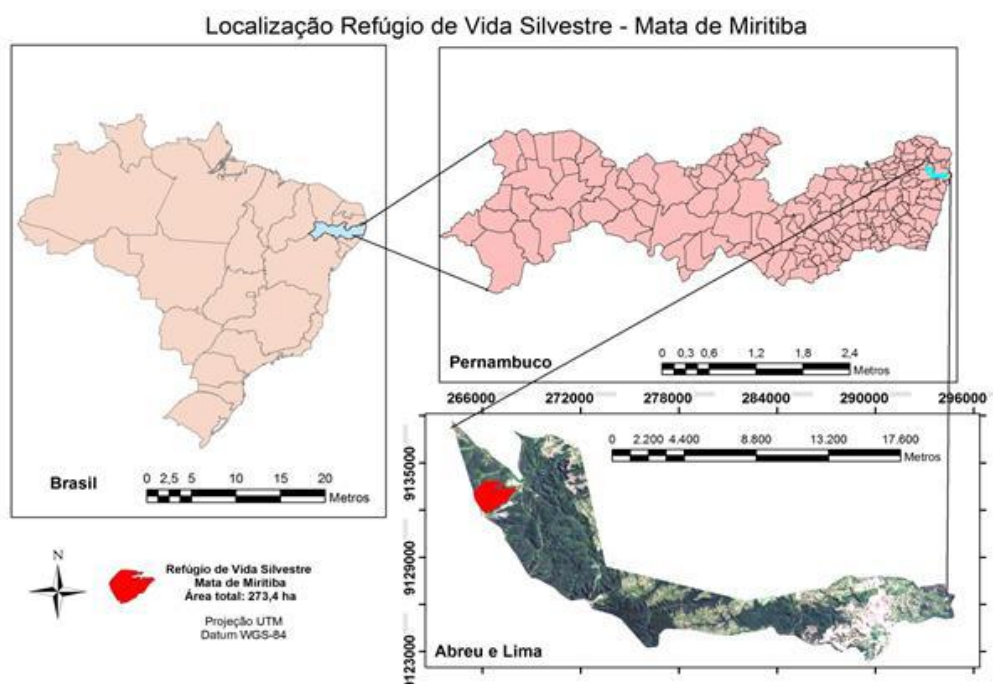 Localização Refúgio de Vida Silvestre - Mata de Miritiba
Brasil
0 2,5 5 10 15 20
Metros
Pernambuco
0 0,3 0,6 1,2 1,8 2,4
Metros
266000 272000 278000 284000 290000 296000
0 2.200 4.400 8.800 13.200 17.600
Metros
9135000
9129000
9123000
Abreu e Lima
N
Refúgio de Vida Silvestre
Mata de Miritiba
Área total: 273,4 ha
Projeção UTM
Datum WGS-84